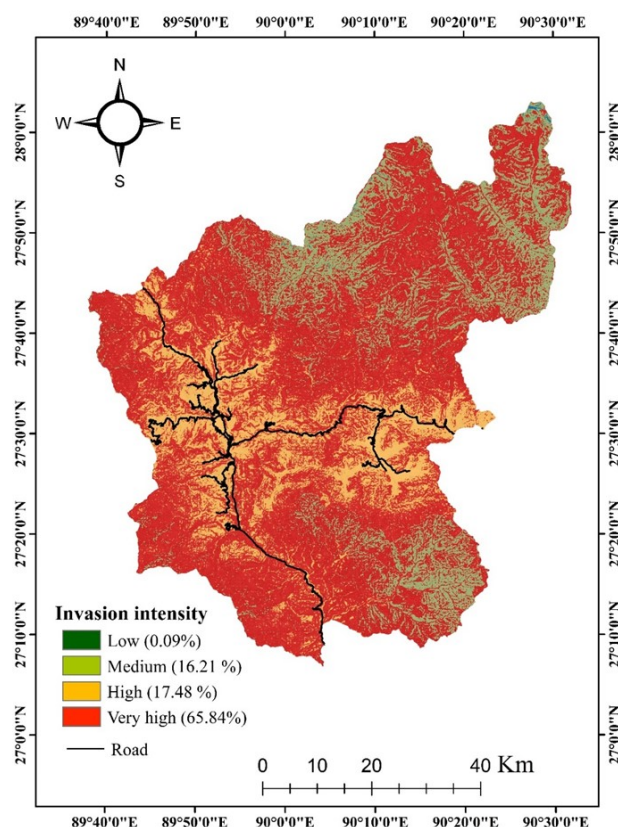 89°40'0"E 89°50'0"E 90°0'0"E 90°10'0"E 90°20'0"E 90°30'0"E
N
W E
S
28°0'0"N 28°0'0"N
27°50'0"N 27°50'0"N
27°40'0"N 27°40'0"N
27°30'0"N 27°30'0"N
27°20'0"N 27°20'0"N
27°10'0"N 27°10'0"N
27°0'0"N 27°0'0"N
Invasion intensity
Low (0.09%)
Medium (16.21 %)
High (17.48 %)
Very high (65.84%)
Road
0 10 20 40 Km
89°40'0"E 89°50'0"E 90°0'0"E 90°10'0"E 90°20'0"E 90°30'0"E